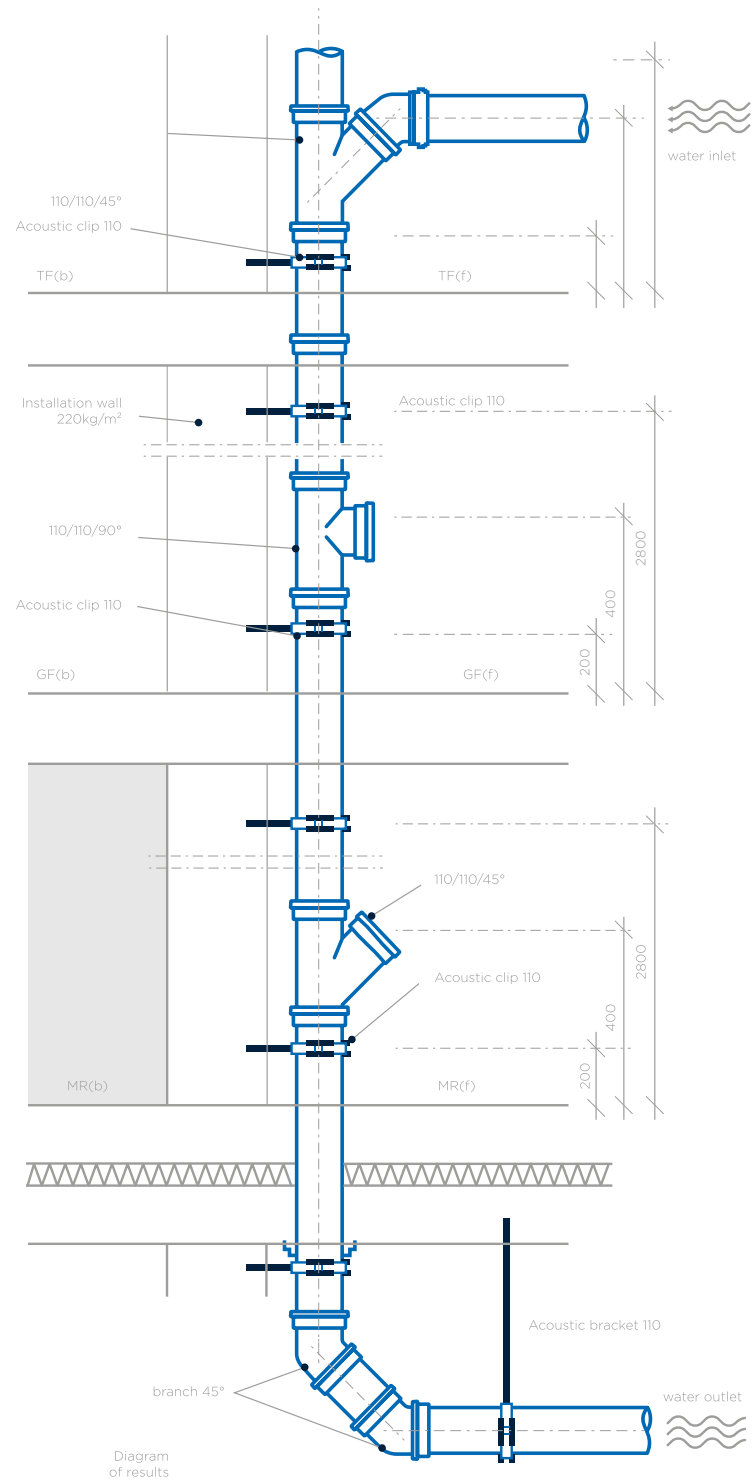 water inlet
110/110/45°
Acoustic clip 110
TF(b)
TF(f)
Installation wall
220kg/m²
Acoustic clip 110
110/110/90°
2800
400
200
Acoustic clip 110
GF(b)
GF(f)
110/110/45°
Acoustic clip 110
2800
400
200
MR(b)
MR(f)
Acoustic bracket 110
branch 45°
water outlet
Diagram
of results